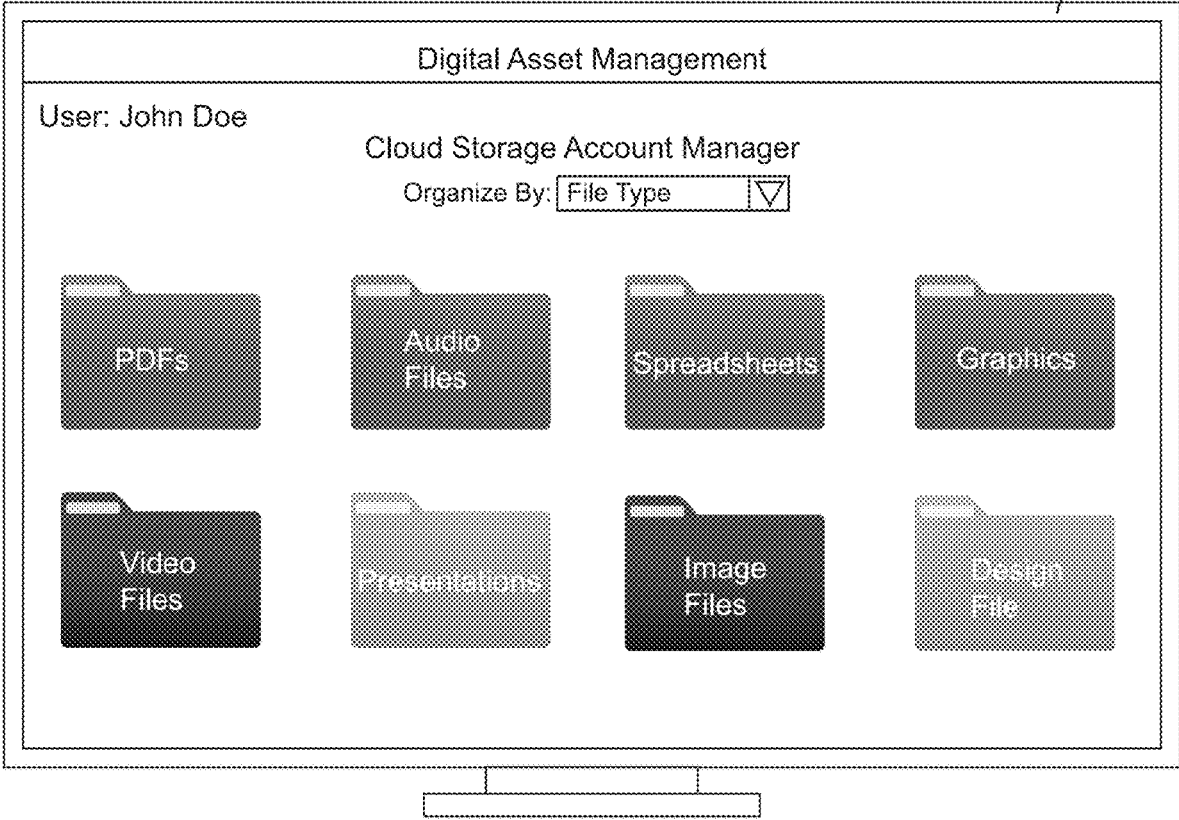 Digital Asset Management
User: John Doe
Cloud Storage Account Manager
Organize By: File Type
PDFs
Audio
Files
Spreadsheets
Graphics
Video
Files
Presentations
Image
Files
Design
File